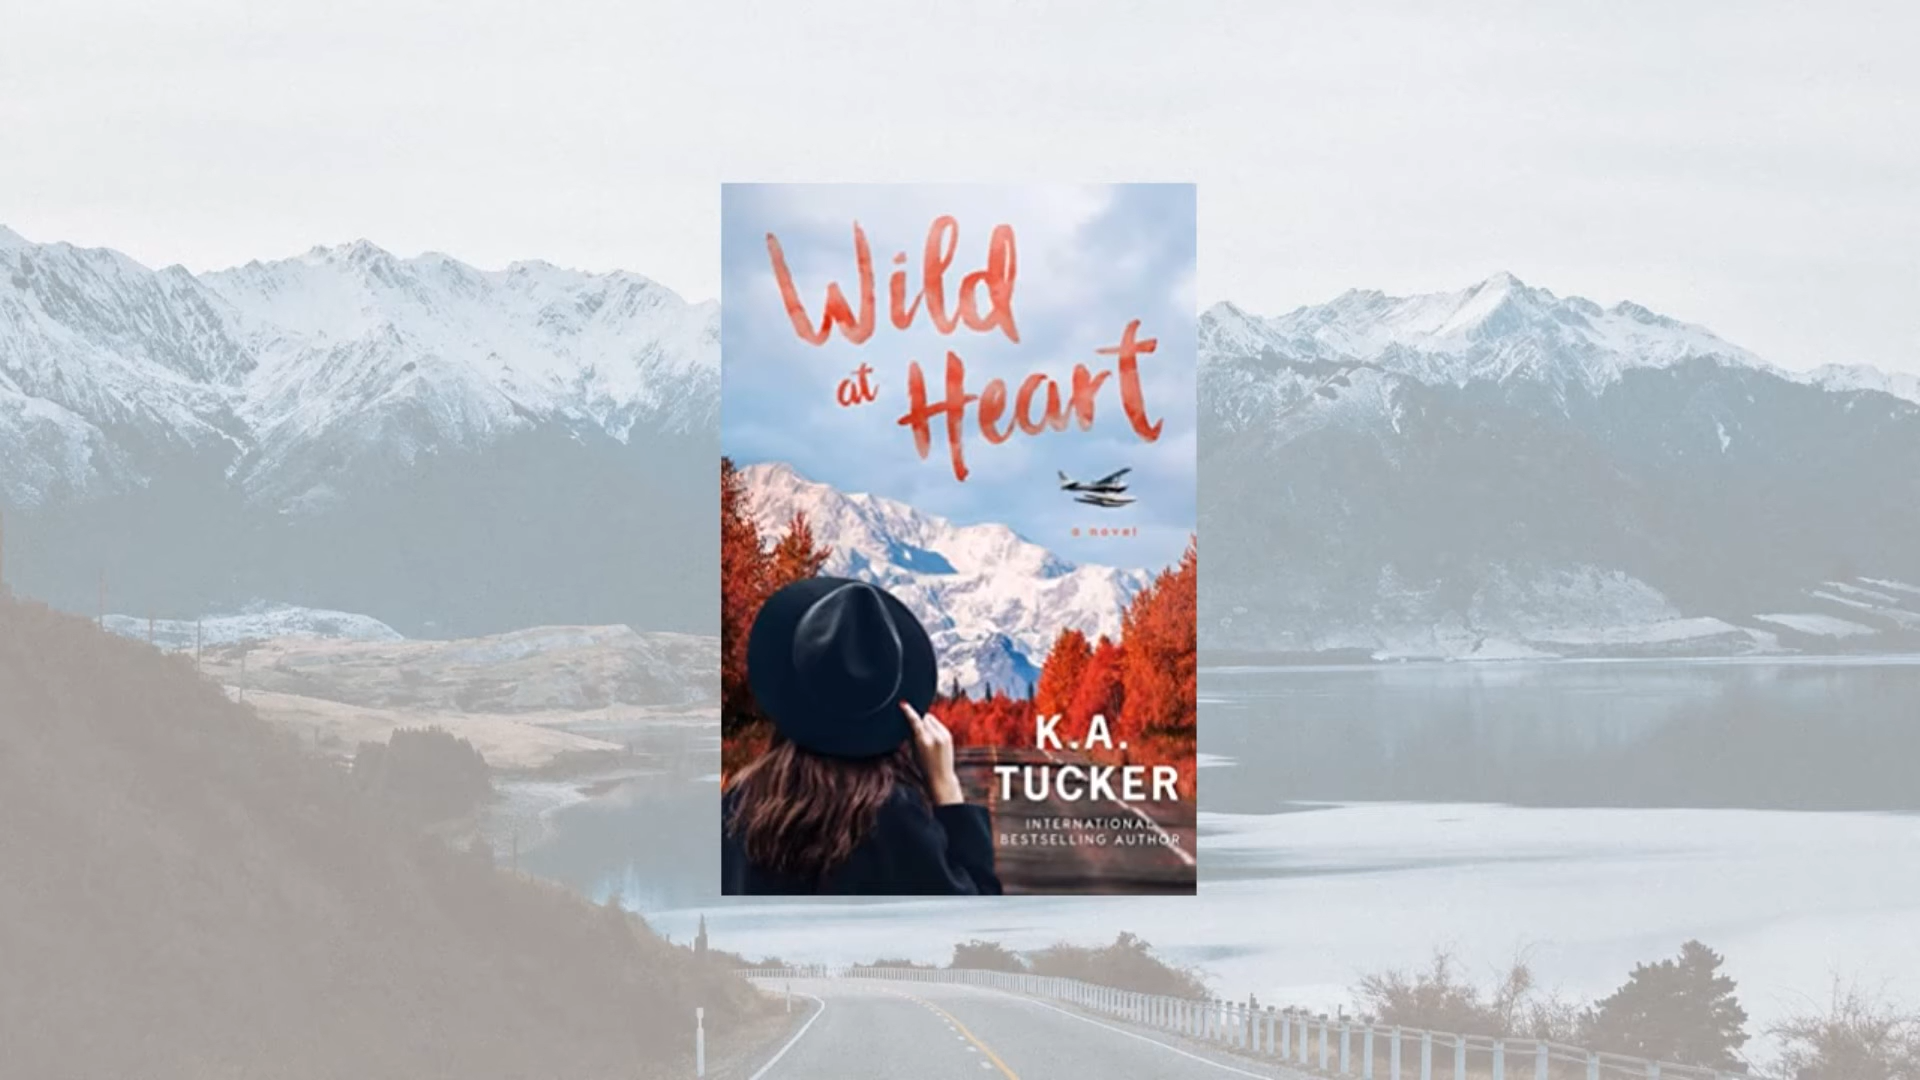 Wild
at Heart
a novel
K.A.
TUCKER
INTERNATIONAL
BESTSELLING AUTHOR